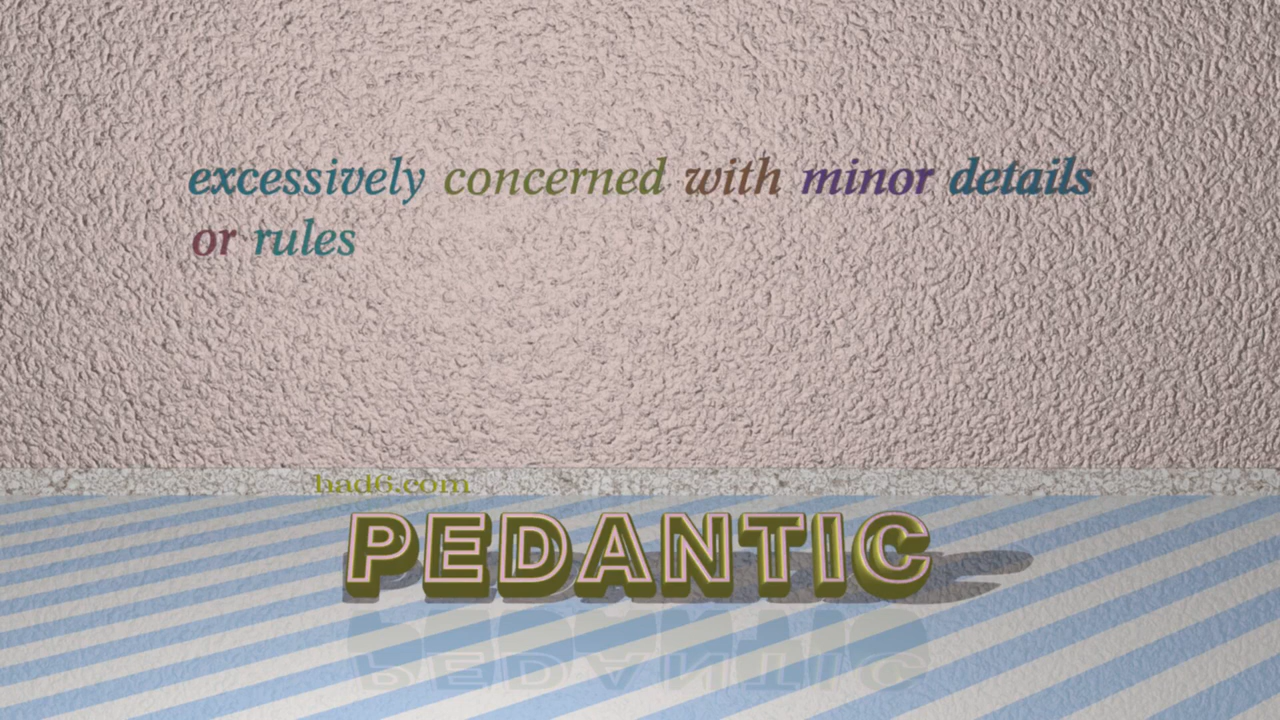 excessively concerned with minor details
or rules
had6.com
PEDANTIC